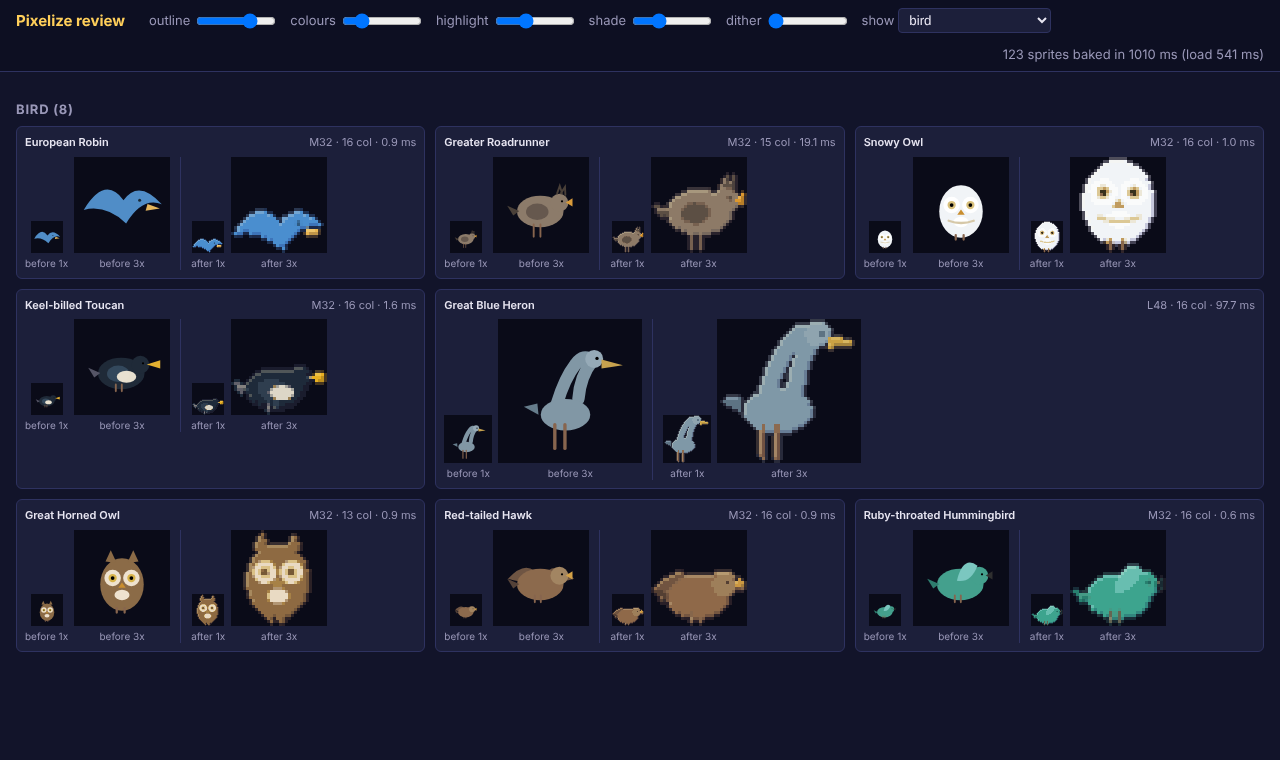 Pixelize review outline colours highlight shade dither show bird
123 sprites baked in 1010 ms (load 541 ms)
BIRD (8)
European Robin M32 · 16 col · 0.9 ms
before 1x before 3x after 1x after 3x
Greater Roadrunner M32 · 15 col · 19.1 ms
before 1x before 3x after 1x after 3x
Snowy Owl M32 · 16 col · 1.0 ms
before 1x before 3x after 1x after 3x
Keel-billed Toucan M32 · 16 col · 1.6 ms
before 1x before 3x after 1x after 3x
Great Blue Heron L48 · 16 col · 97.7 ms
before 1x before 3x after 1x after 3x
Great Horned Owl M32 · 13 col · 0.9 ms
before 1x before 3x after 1x after 3x
Red-tailed Hawk M32 · 16 col · 0.9 ms
before 1x before 3x after 1x after 3x
Ruby-throated Hummingbird M32 · 16 col · 0.6 ms
before 1x before 3x after 1x after 3x